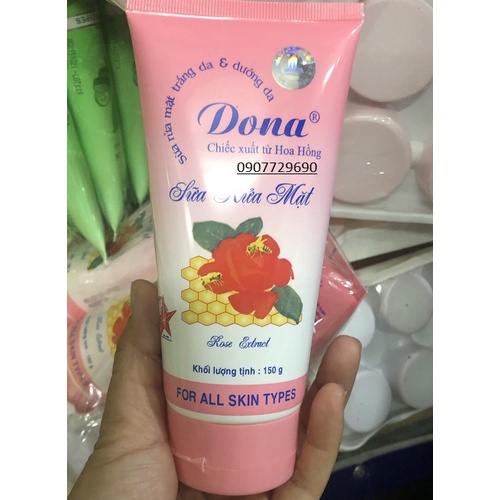 Sữa rửa mặt trắng da & dưỡng da
Dona®
Chiếc xuất từ Hoa Hồng
0907729690
Sữa Rửa Mặt
Rose Extract
Khối lượng tịnh : 150 g
FOR ALL SKIN TYPES